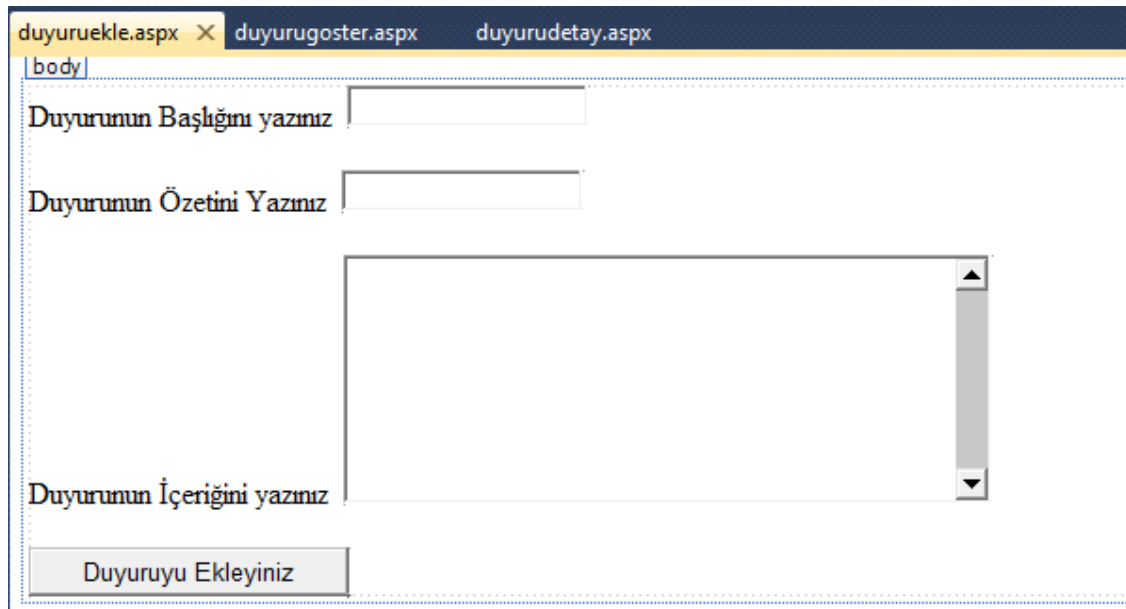 duyuruekle.aspx duyurugoster.aspx duyurudetay.aspx
body
Duyurunun Başlığını yazınız
Duyurunun Özetini Yazınız
Duyurunun İçeriğini yazınız
Duyuruyu Ekleyiniz